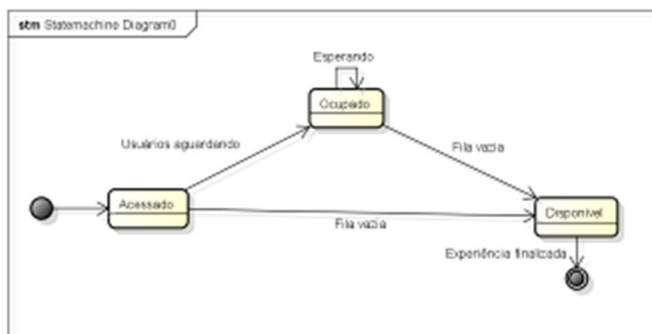 stm Statemachine Diagram0
Esperando
Ocupado
Usuários aguardando
Fila vazia
Acessado
Disponível
Fila vazia
Experiência finalizada